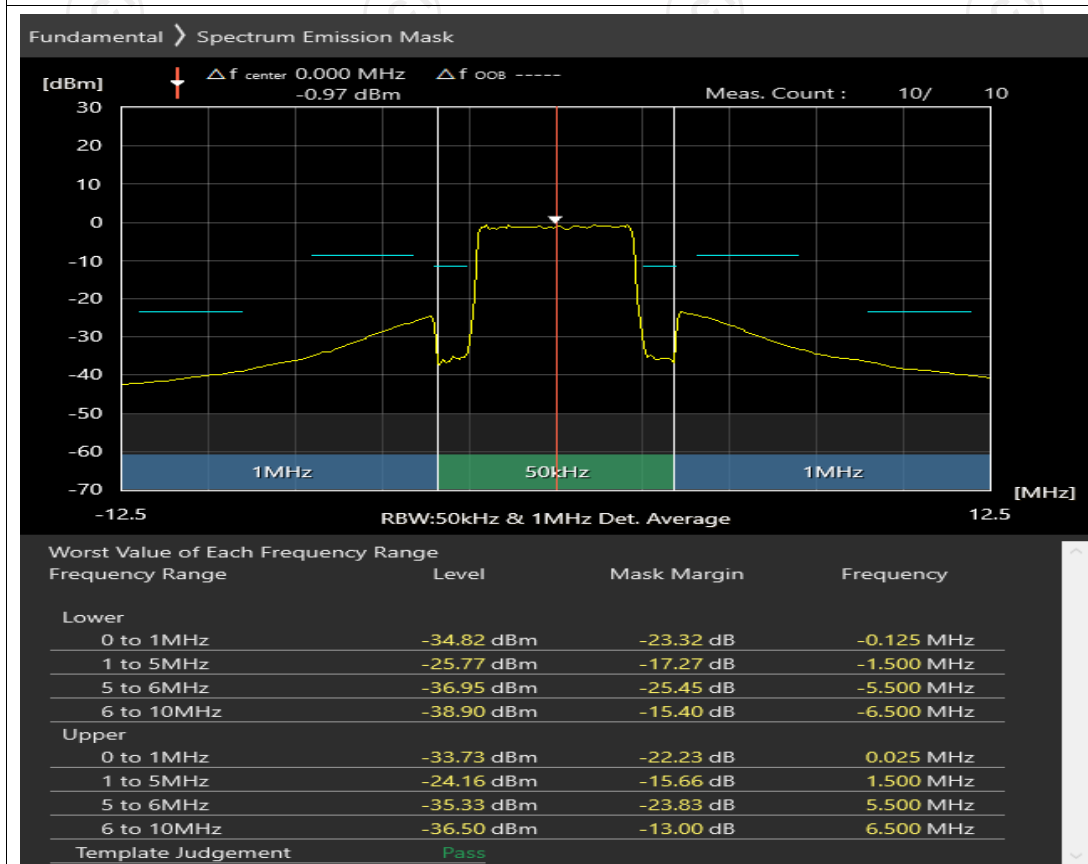 Fundamental ❯ Spectrum Emission Mask
[dBm] Δ f center 0.000 MHz Δ f OOB -----
-0.97 dBm Meas. Count : 10/ 10
30
20
10
0
-10
-20
-30
-40
-50
-60
1MHz 50kHz 1MHz
-70
[MHz]
-12.5 RBW:50kHz & 1MHz Det. Average 12.5
Worst Value of Each Frequency Range
Frequency Range Level Mask Margin Frequency
Lower
0 to 1MHz -34.82 dBm -23.32 dB -0.125 MHz
1 to 5MHz -25.77 dBm -17.27 dB -1.500 MHz
5 to 6MHz -36.95 dBm -25.45 dB -5.500 MHz
6 to 10MHz -38.90 dBm -15.40 dB -6.500 MHz
Upper
0 to 1MHz -33.73 dBm -22.23 dB 0.025 MHz
1 to 5MHz -24.16 dBm -15.66 dB 1.500 MHz
5 to 6MHz -35.33 dBm -23.83 dB 5.500 MHz
6 to 10MHz -36.50 dBm -13.00 dB 6.500 MHz
Template Judgement Pass